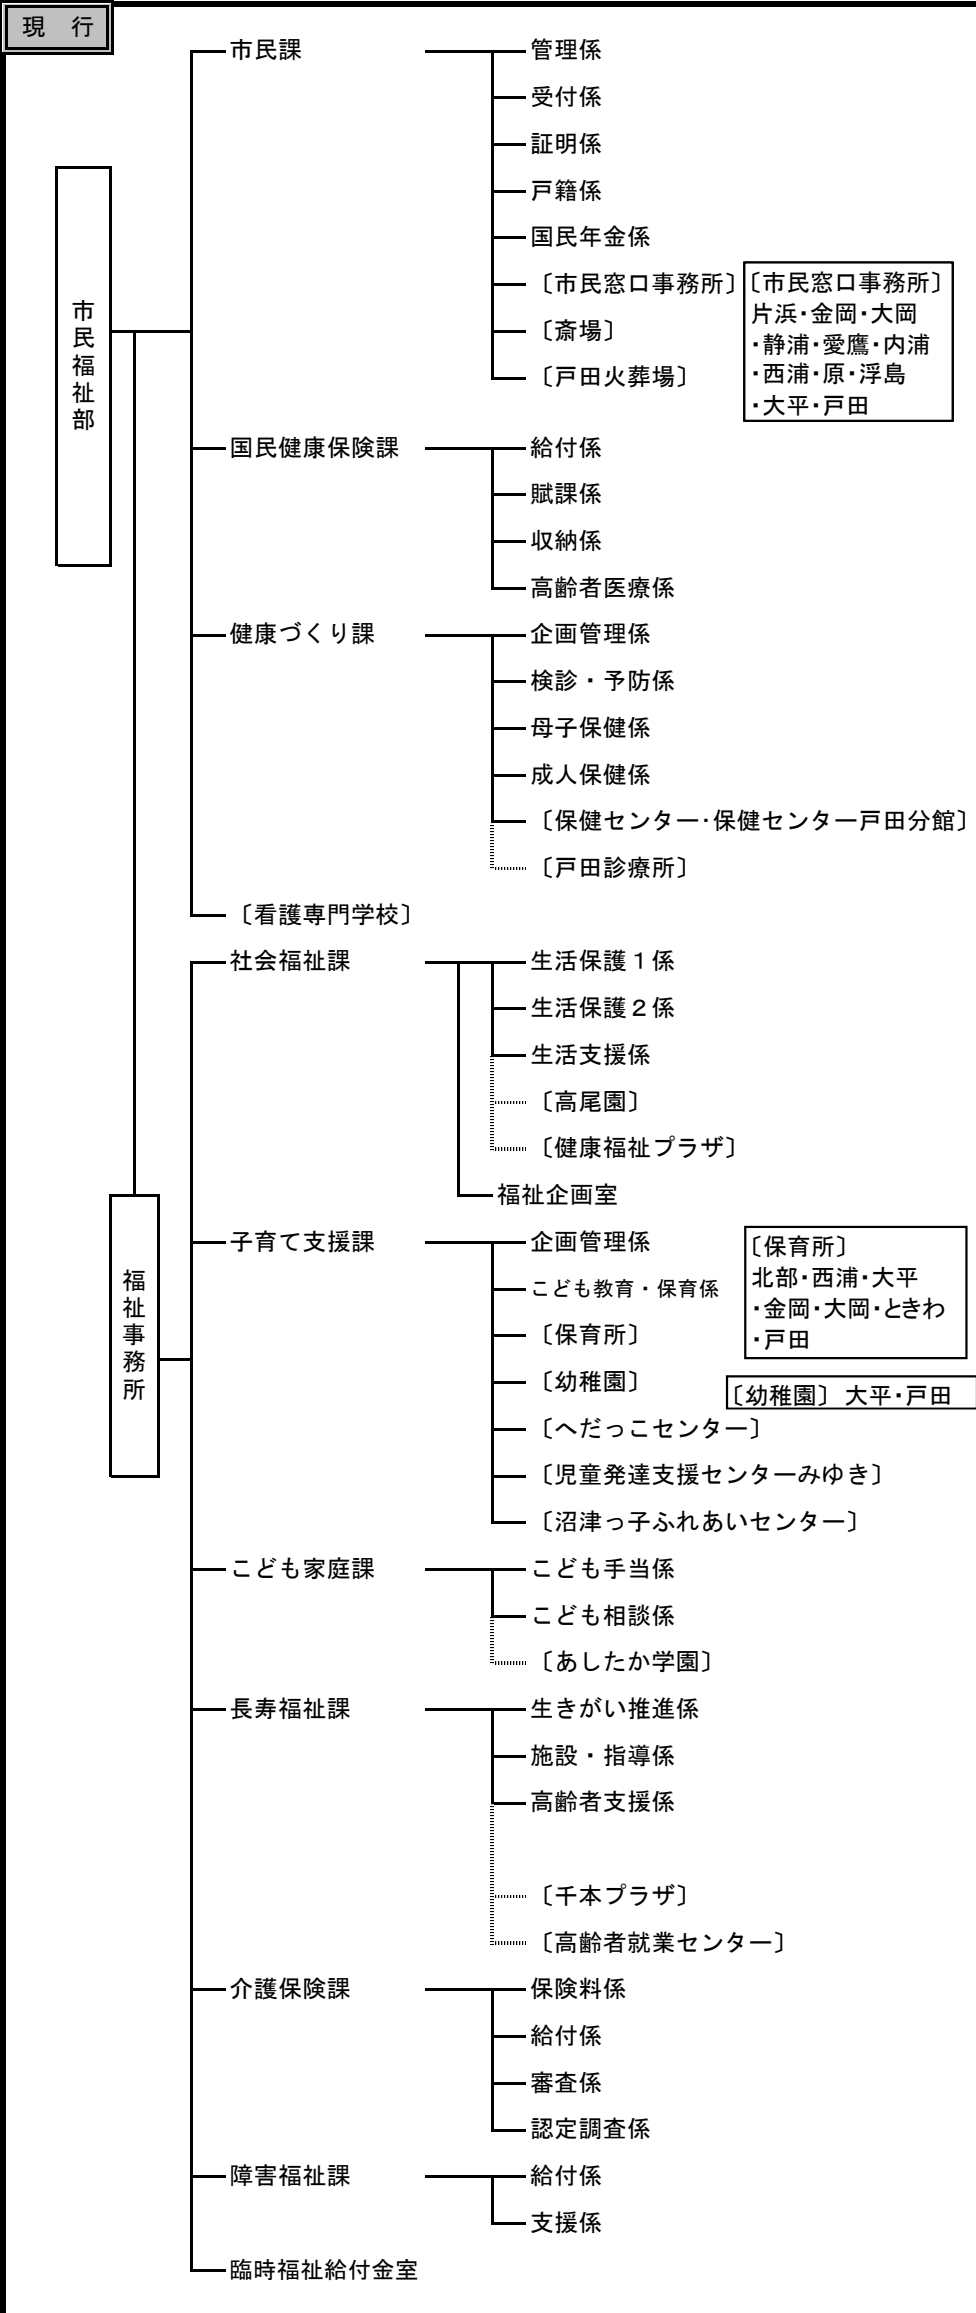 現　行
市民課
管理係
受付係
証明係
戸籍係
国民年金係
〔市民窓口事務所〕
〔斎場〕
〔戸田火葬場〕
〔市民窓口事務所〕
片浜・金岡・大岡
・静浦・愛鷹・内浦
・西浦・原・浮島
・大平・戸田
市民福祉部
国民健康保険課
給付係
賦課係
収納係
高齢者医療係
健康づくり課
企画管理係
検診・予防係
母子保健係
成人保健係
〔保健センター・保健センター戸田分館〕
〔戸田診療所〕
〔看護専門学校〕
社会福祉課
生活保護１係
生活保護２係
生活支援係
〔高尾園〕
〔健康福祉プラザ〕
福祉企画室
福祉事務所
子育て支援課
企画管理係
こども教育・保育係
〔保育所〕
〔幼稚園〕
〔へだっこセンター〕
〔児童発達支援センターみゆき〕
〔沼津っ子ふれあいセンター〕
〔保育所〕
北部・西浦・大平
・金岡・大岡・ときわ
・戸田
〔幼稚園〕 大平・戸田
こども家庭課
こども手当係
こども相談係
〔あしたか学園〕
長寿福祉課
生きがい推進係
施設・指導係
高齢者支援係
〔千本プラザ〕
〔高齢者就業センター〕
介護保険課
保険料係
給付係
審査係
認定調査係
障害福祉課
給付係
支援係
臨時福祉給付金室